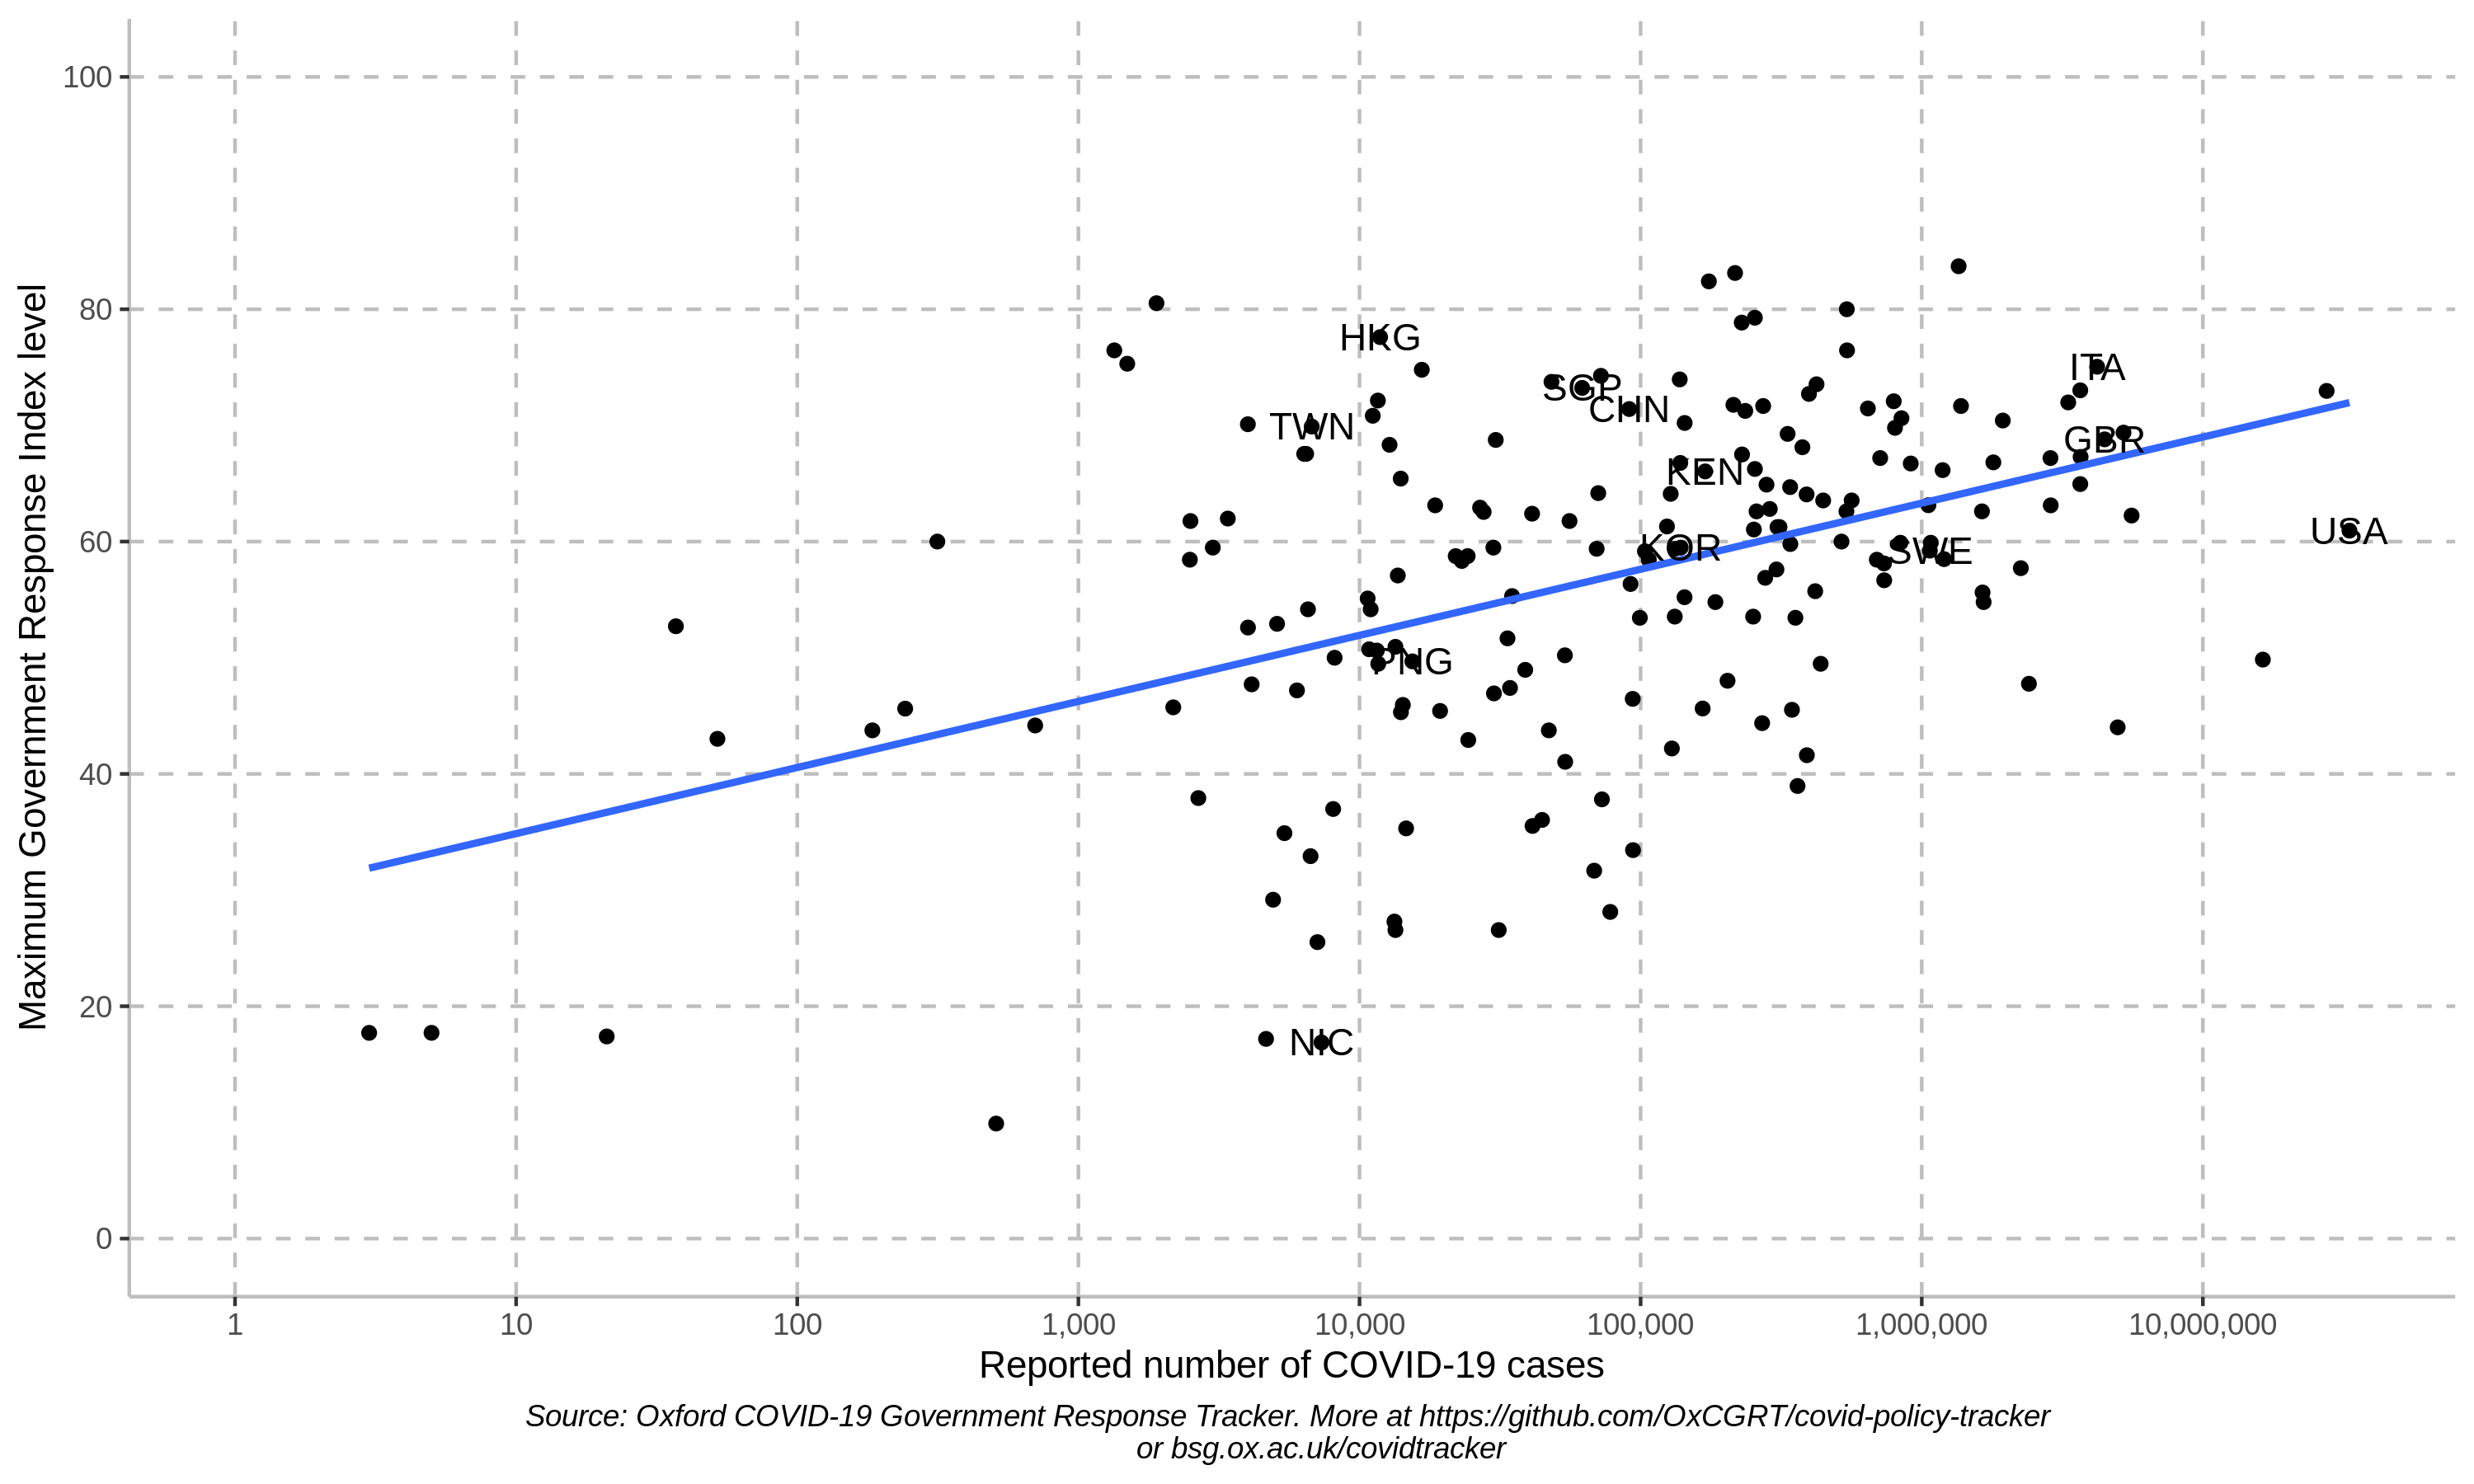 Maximum Government Response Index level
100
80
60
40
20
0
HKG
ITA
SGP
CHN
TWN
GBR
KEN
USA
KOR
SWE
PNG
NIC
1
10
100
1,000
10,000
100,000
1,000,000
10,000,000
Reported number of COVID-19 cases
Source: Oxford COVID-19 Government Response Tracker. More at https://github.com/OxCGRT/covid-policy-tracker
or bsg.ox.ac.uk/covidtracker